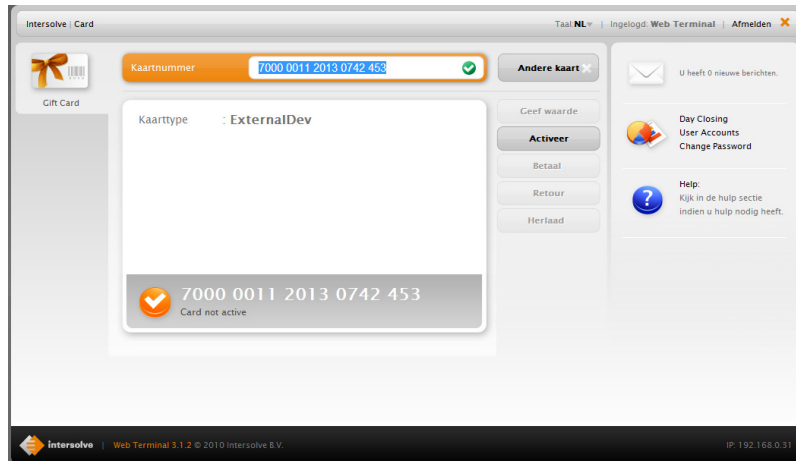 Intersolve | Card
Taal: NL | Ingelogd: Web Terminal | Afmelden
Gift Card
Kaartnummer 7000 0011 2013 0742 453
Kaarttype : ExternalDev
7000 0011 2013 0742 453
Card not active
Andere kaart
Geef waarde
Activeer
Betaal
Retour
Herlaad
U heeft 0 nieuwe berichten.
Day Closing
User Accounts
Change Password
Help:
Kijk in de hulp sectie
indien u hulp nodig heeft.
intersolve | Web Terminal 3.1.2 © 2010 Intersolve B.V.
IP: 192.168.0.31